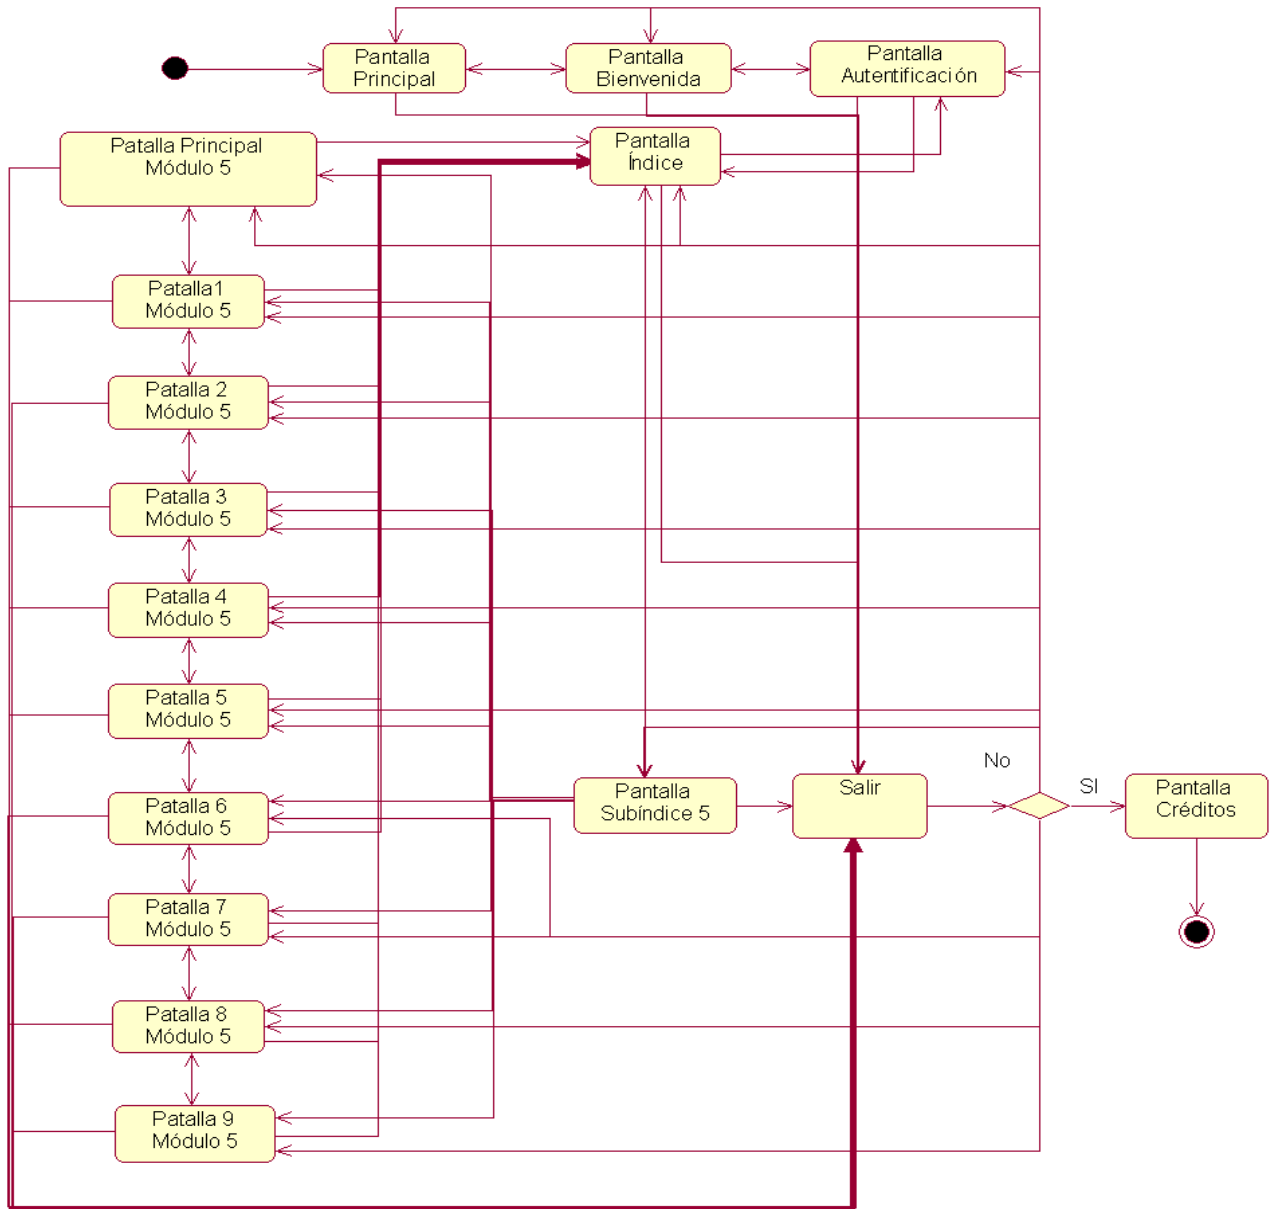 Pantalla
Principal
Pantalla
Bienvenida
Pantalla
Autentificación
Patalla Principal
Módulo 5
Pantalla
Índice
Patalla1
Módulo 5
Patalla 2
Módulo 5
Patalla 3
Módulo 5
Patalla 4
Módulo 5
Patalla 5
Módulo 5
Patalla 6
Módulo 5
Pantalla
Subíndice 5
Salir
No
SI
Pantalla
Créditos
Patalla 7
Módulo 5
Patalla 8
Módulo 5
Patalla 9
Módulo 5